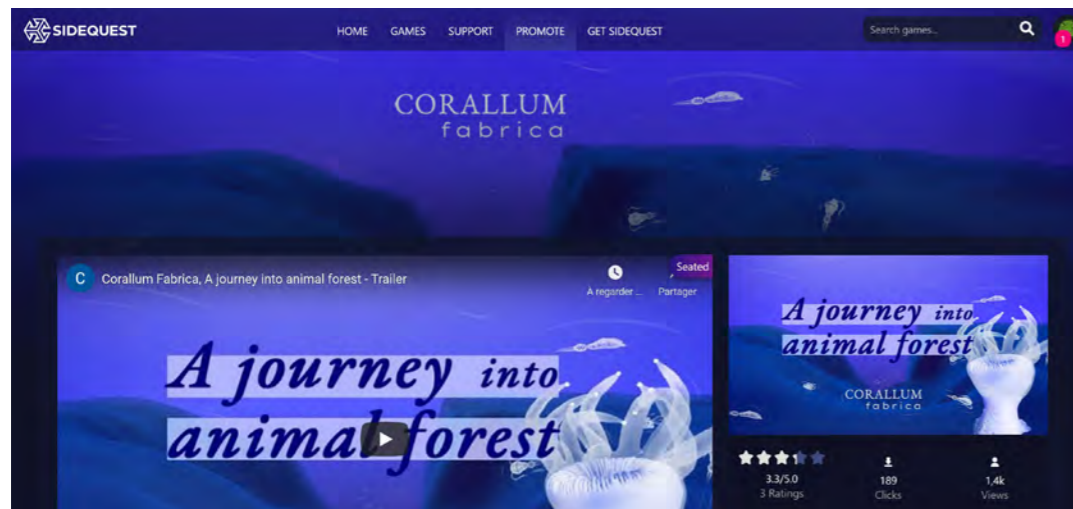 SIDEQUEST
HOME GAMES SUPPORT PROMOTE GET SIDEQUEST
Search games..
1
CORALLUM
fabrica
C Corallum Fabrica, A journey into animal forest - Trailer
À regarder ... Partager
Seated
A journey into
animal forest
A journey into
animal forest
CORALLUM
fabrica
3.3/5.0
3 Ratings
189
Clicks
1,4k
Views